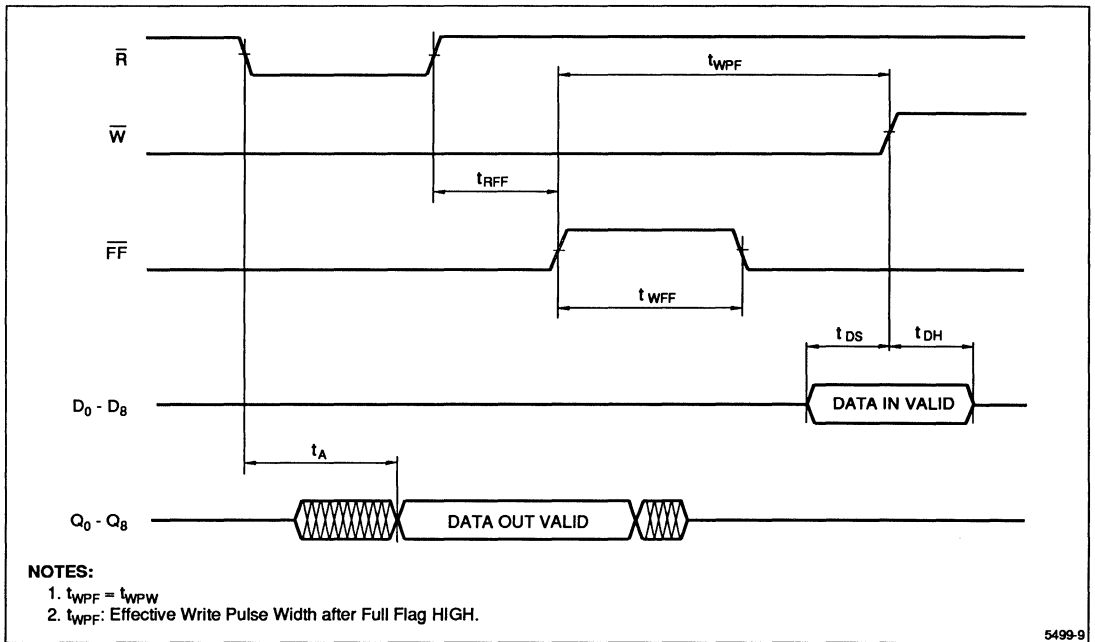 R̅
t_WPF
W̅
t_RFF
F̅F̅
t_WFF
t_DS t_DH
D₀ - D₈ DATA IN VALID
t_A
Q₀ - Q₈ DATA OUT VALID
NOTES:
1. t_WPF = t_WPW
2. t_WPF: Effective Write Pulse Width after Full Flag HIGH.
5499-9